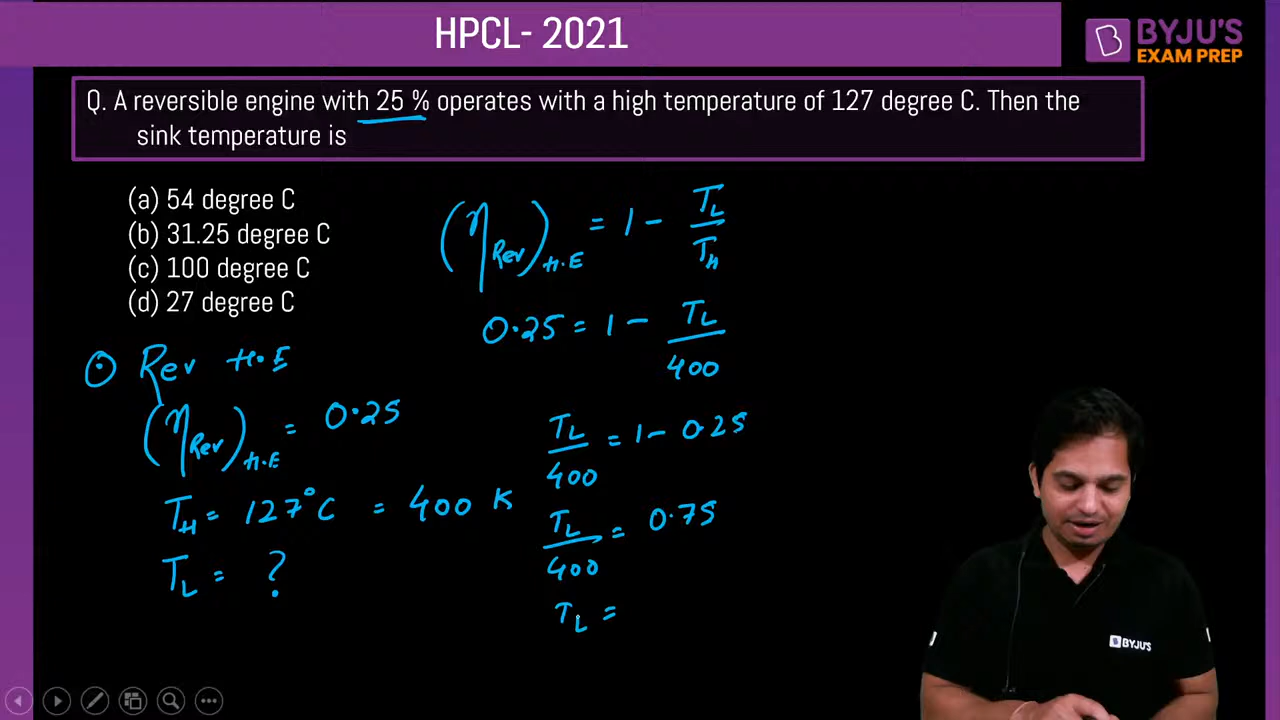 HPCL- 2021
BYJU'S
EXAM PREP
Q. A reversible engine with 25 % operates with a high temperature of 127 degree C. Then the
sink temperature is
(a) 54 degree C
(b) 31.25 degree C
(c) 100 degree C
(d) 27 degree C
(η Rev) H.E = 1 - TL / TH
0.25 = 1 - TL / 400
Rev H.E
(η Rev) H.E = 0.25
TH = 127°C = 400 K
TL = ?
TL / 400 = 1 - 0.25
TL / 400 = 0.75
TL =
BYJU'S